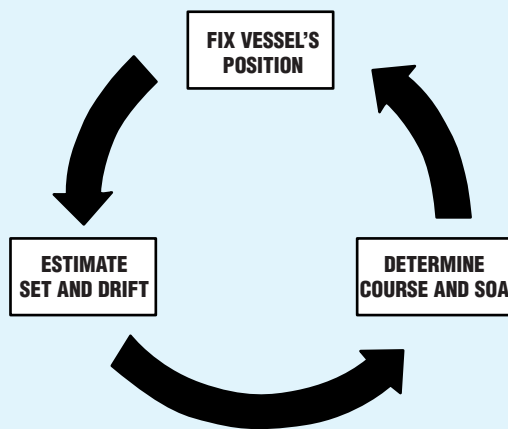 FIX VESSEL'S
POSITION
ESTIMATE
SET AND DRIFT
DETERMINE
COURSE AND SOA